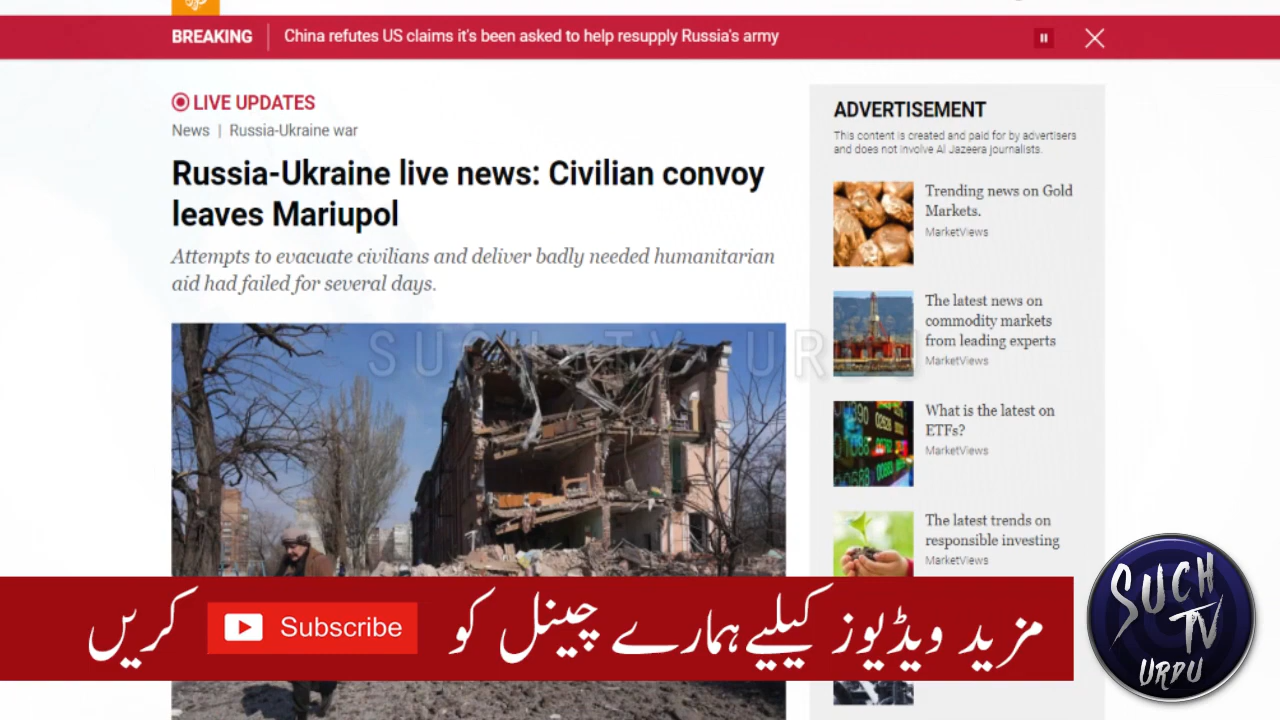 BREAKING
China refutes US claims it's been asked to help resupply Russia's army
LIVE UPDATES
News | Russia-Ukraine war
Russia-Ukraine live news: Civilian convoy
leaves Mariupol
Attempts to evacuate civilians and deliver badly needed humanitarian
aid had failed for several days.
SUCH TV URDU
ADVERTISEMENT
This content is created and paid for by advertisers
and does not involve Al Jazeera journalists.
Trending news on Gold
Markets.
MarketViews
The latest news on
commodity markets
from leading experts
MarketViews
What is the latest on
ETFs?
MarketViews
The latest trends on
responsible investing
MarketViews
مزید ویڈیوز کیلیے ہمارے چینل کو Subscribe کریں
SUCH
TV
URDU